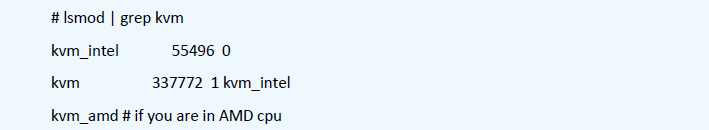 # lsmod | grep kvm
kvm_intel 55496 0
kvm 337772 1 kvm_intel
kvm_amd # if you are in AMD cpu